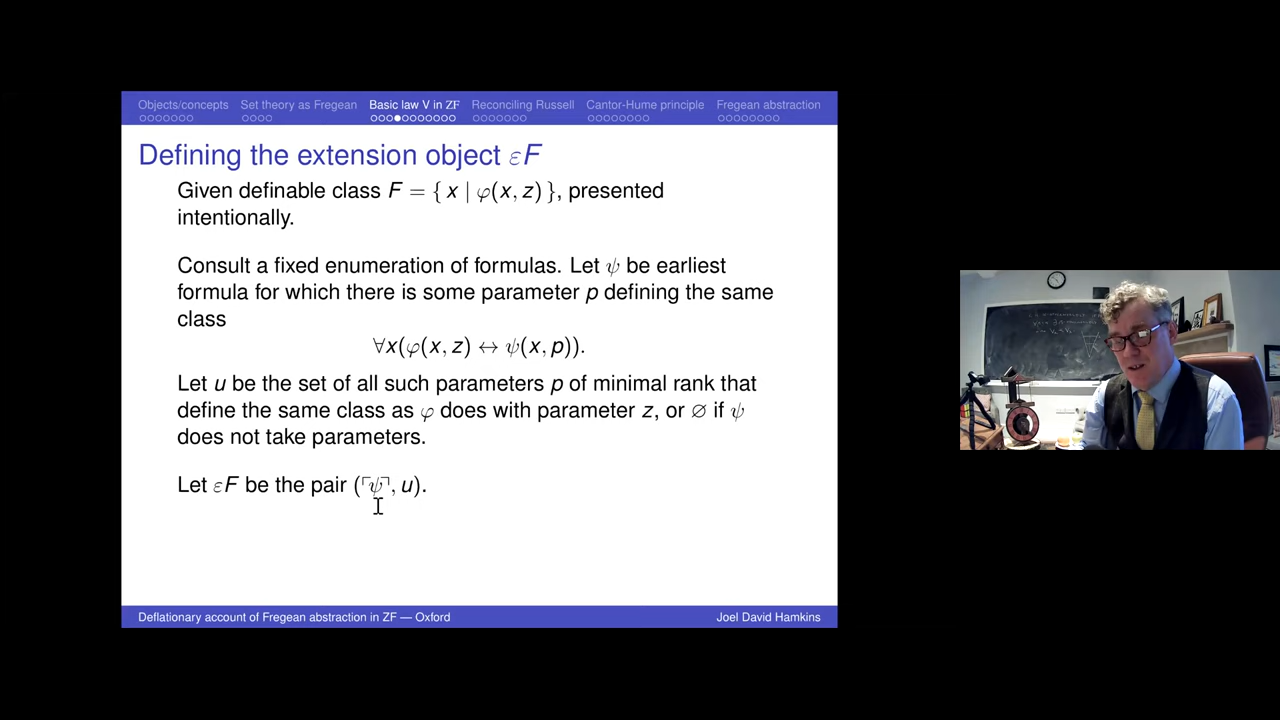 Objects/concepts Set theory as Fregean Basic law V in ZF Reconciling Russell Cantor-Hume principle Fregean abstraction
Defining the extension object εF
Given definable class F = { x | φ(x, z) }, presented
intentionally.
Consult a fixed enumeration of formulas. Let ψ be earliest
formula for which there is some parameter p defining the same
class
∀x(φ(x, z) ↔ ψ(x, p)).
Let u be the set of all such parameters p of minimal rank that
define the same class as φ does with parameter z, or ∅ if ψ
does not take parameters.
Let εF be the pair (⌜ψ⌝, u).
Deflationary account of Fregean abstraction in ZF — Oxford Joel David Hamkins